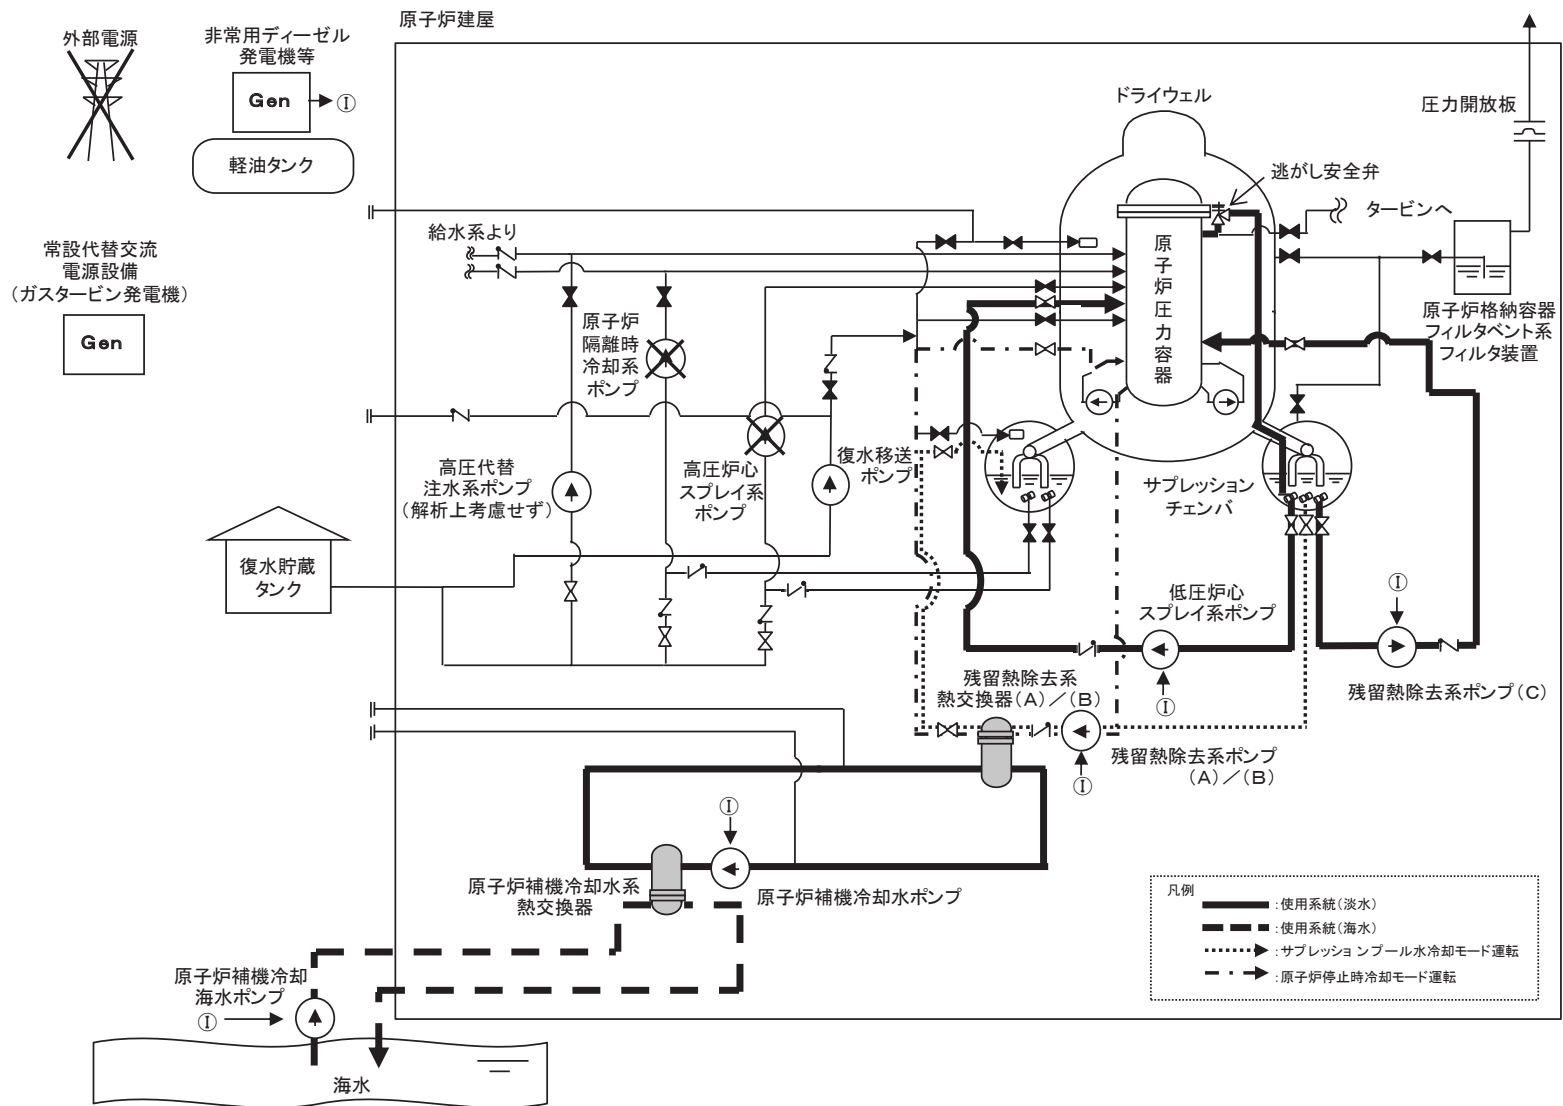 原子炉建屋
外部電源
非常用ディーゼル
発電機等
Gen
Ⓘ
軽油タンク
常設代替交流
電源設備
(ガスタービン発電機)
Gen
ドライウェル
圧力開放板
逃がし安全弁
タービンへ
給水系より
原子炉圧力容器
原子炉格納容器
フィルタベント系
フィルタ装置
原子炉
隔離時
冷却系
ポンプ
高圧代替
注水系ポンプ
(解析上考慮せず)
高圧炉心
スプレイ系
ポンプ
復水移送
ポンプ
サプレッション
チェンバ
復水貯蔵
タンク
低圧炉心
スプレイ系ポンプ
Ⓘ
Ⓘ
残留熱除去系ポンプ(C)
残留熱除去系
熱交換器(A)/(B)
残留熱除去系ポンプ
(A)/(B)
Ⓘ
Ⓘ
原子炉補機冷却水系
熱交換器
原子炉補機冷却水ポンプ
原子炉補機冷却
海水ポンプ
Ⓘ
海水
凡例
:使用系統(淡水)
:使用系統(海水)
:サプレッションプール水冷却モード運転
:原子炉停止時冷却モード運転